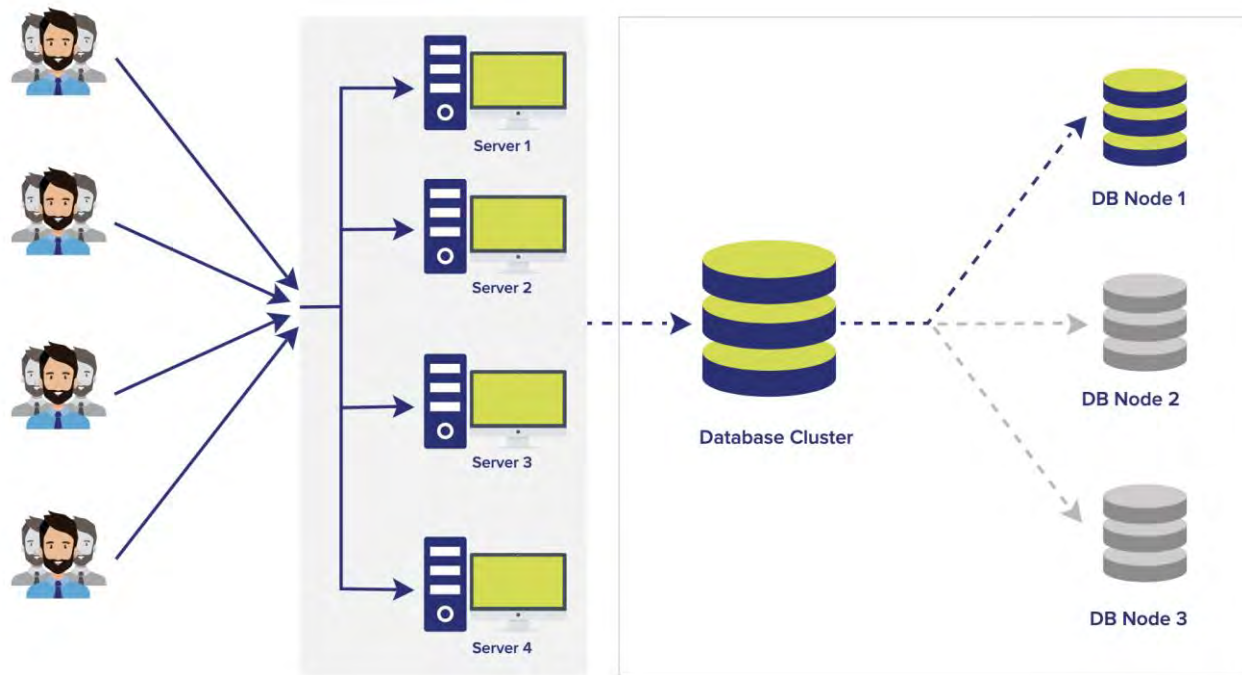 Server 1
Server 2
Server 3
Server 4
Database Cluster
DB Node 1
DB Node 2
DB Node 3